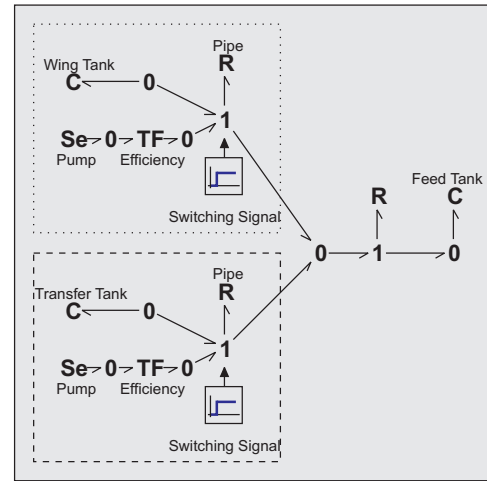 Pipe
Wing Tank
R
C 0
1
Se 0 TF 0
Pump Efficiency
Switching Signal
Feed Tank
R C
0 1 0
Pipe
Transfer Tank
R
C 0
1
Se 0 TF 0
Pump Efficiency
Switching Signal